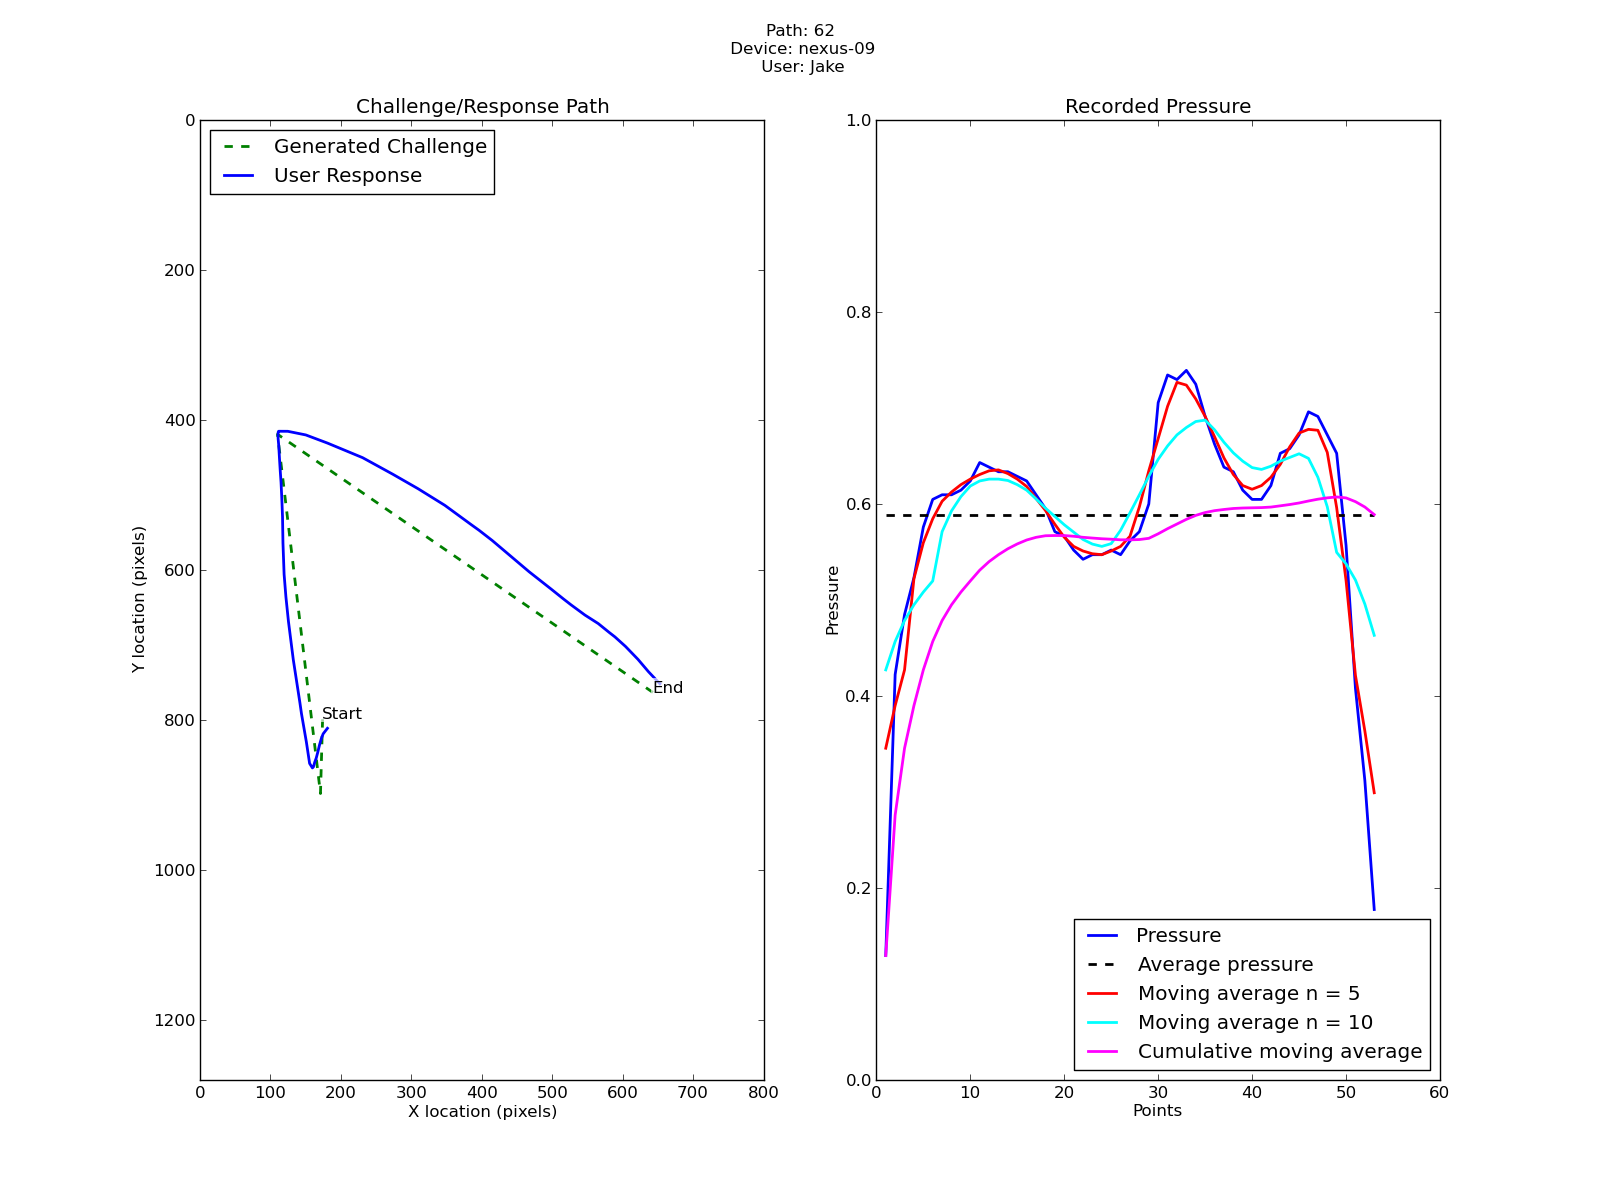 Path: 62
Device: nexus-09
User: Jake
Challenge/Response Path
Generated Challenge
User Response
0
200
400
600
800
1000
1200
Y location (pixels)
Start
End
0 100 200 300 400 500 600 700 800
X location (pixels)
Recorded Pressure
1.0
0.8
0.6
0.4
0.2
0.0
Pressure
Pressure
Average pressure
Moving average n = 5
Moving average n = 10
Cumulative moving average
0 10 20 30 40 50 60
Points